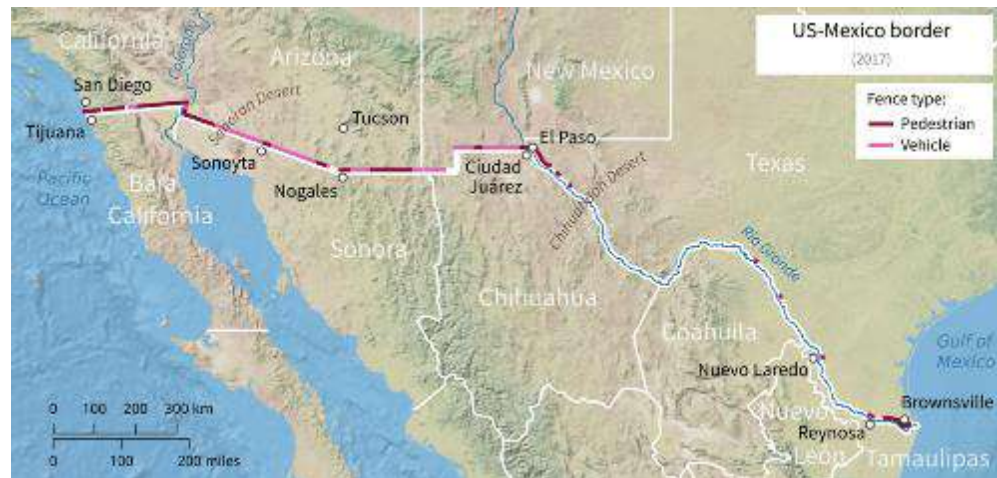 US-Mexico border
(2017)
Fence type:
Pedestrian
Vehicle
California
Colorado
Arizona
New Mexico
San Diego
Sonoran Desert
Tucson
El Paso
Tijuana
Sonoyta
Ciudad
Juárez
Texas
Pacific
Ocean
Baja
California
Nogales
Chihuahuan Desert
Sonora
Rio Grande
Chihuahua
Coahuila
Gulf of
Mexico
Nuevo Laredo
0 100 200 300 km
0 100 200 miles
Nuevo
León
Brownsville
Reynosa
Tamaulipas